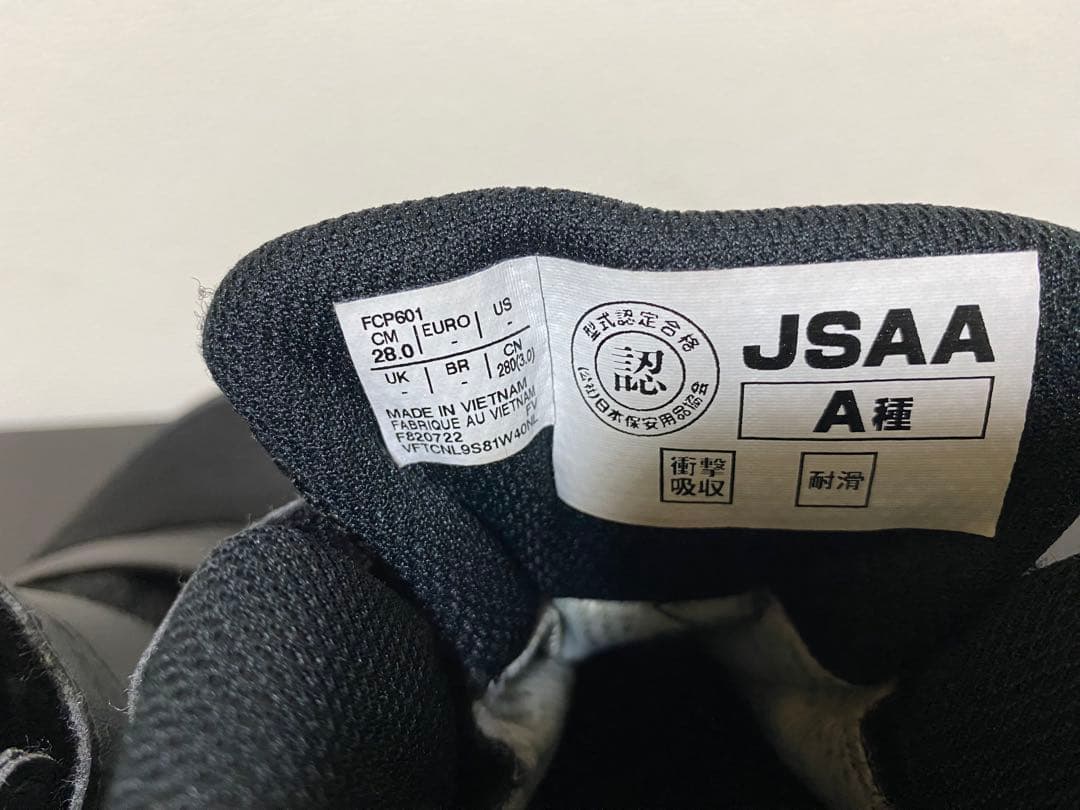 FCP601
CM
28.0
EURO
-
US
-
UK
-
BR
-
CN
280(3.0)
MADE IN VIETNAM
FABRIQUE AU VIETNAM
F820722 FV
VFTCNL9S81W40NL
型式認定合格
認
(公社)日本保安用品協会
JSAA
A種
衝撃
吸収
耐滑